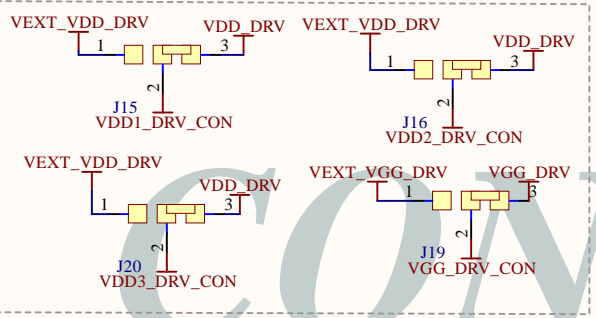 VEXT_VDD_DRV
VDD_DRV
1
3
2
J15
VDD1_DRV_CON
VEXT_VDD_DRV
VDD_DRV
1
3
2
J16
VDD2_DRV_CON
VEXT_VDD_DRV
VDD_DRV
1
3
2
J20
VDD3_DRV_CON
VEXT_VGG_DRV
VGG_DRV
1
3
2
J19
VGG_DRV_CON
CON